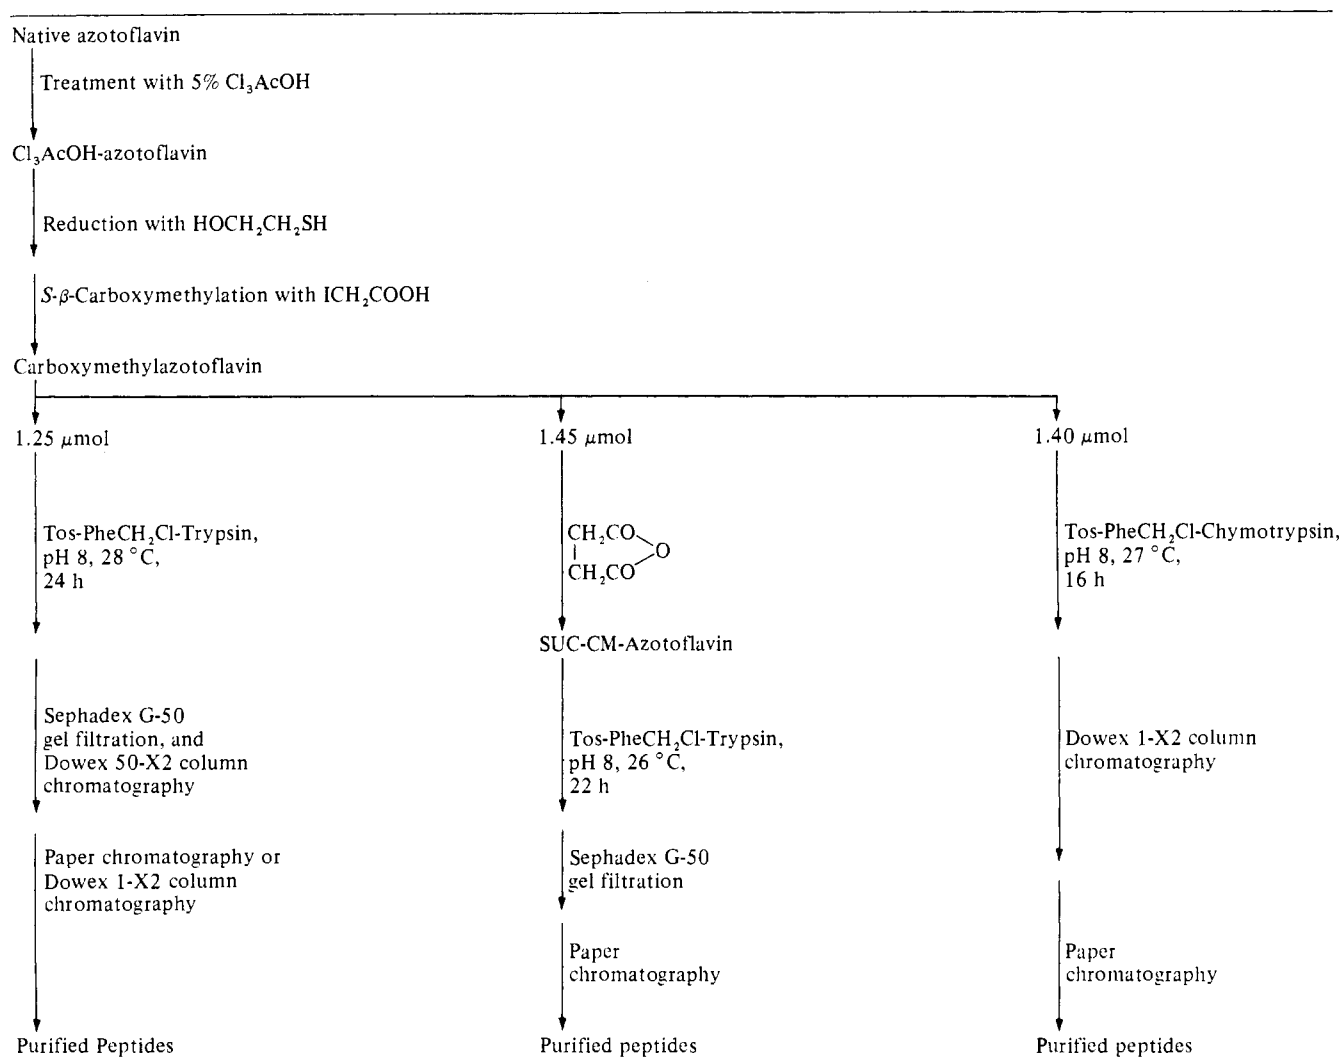 Native azotoflavin
Treatment with 5% Cl₃AcOH
Cl₃AcOH-azotoflavin
Reduction with HOCH₂CH₂SH
S-β-Carboxymethylation with ICH₂COOH
Carboxymethylazotoflavin
1.25 μmol
Tos-PheCH₂Cl-Trypsin,
pH 8, 28 °C,
24 h
Sephadex G-50
gel filtration, and
Dowex 50-X2 column
chromatography
Paper chromatography or
Dowex 1-X2 column
chromatography
Purified Peptides
1.45 μmol
CH₂CO
O
CH₂CO
SUC-CM-Azotoflavin
Tos-PheCH₂Cl-Trypsin,
pH 8, 26 °C,
22 h
Sephadex G-50
gel filtration
Paper
chromatography
Purified peptides
1.40 μmol
Tos-PheCH₂Cl-Chymotrypsin,
pH 8, 27 °C,
16 h
Dowex 1-X2 column
chromatography
Paper
chromatography
Purified peptides